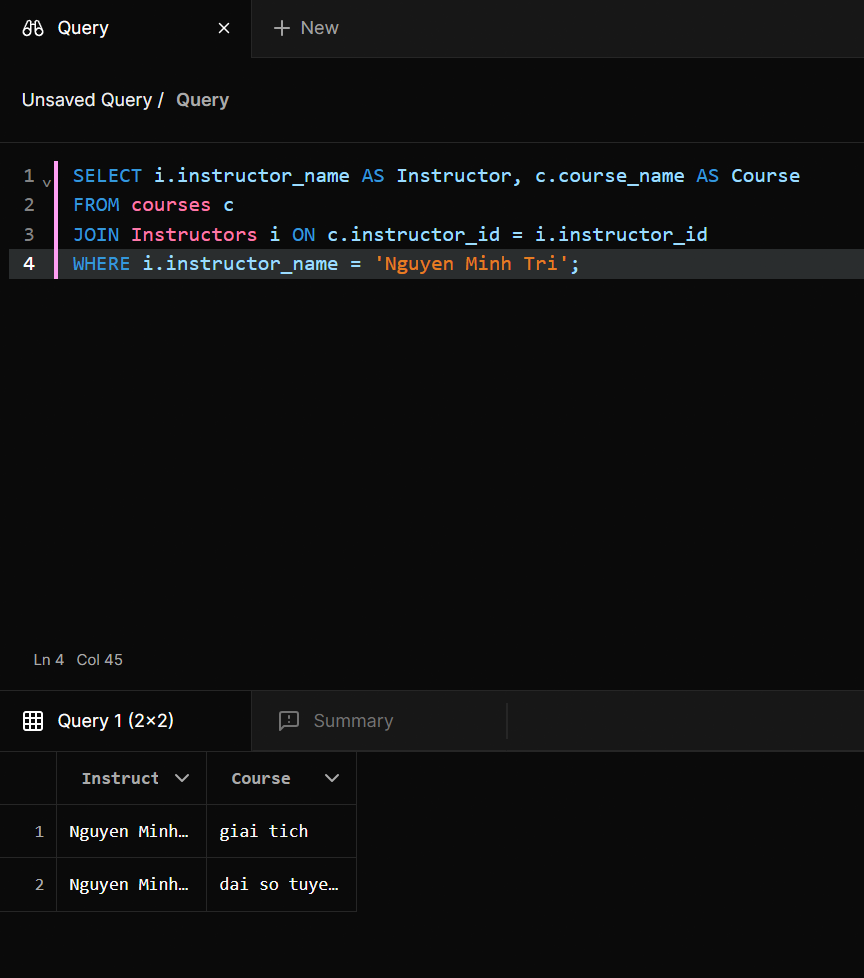 Query
New
Unsaved Query / Query
1 SELECT i.instructor_name AS Instructor, c.course_name AS Course
2 FROM courses c
3 JOIN Instructors i ON c.instructor_id = i.instructor_id
4 WHERE i.instructor_name = 'Nguyen Minh Tri';
Ln 4 Col 45
Query 1 (2×2) Summary
Instruct Course
1 Nguyen Minh… giai tich
2 Nguyen Minh… dai so tuye…